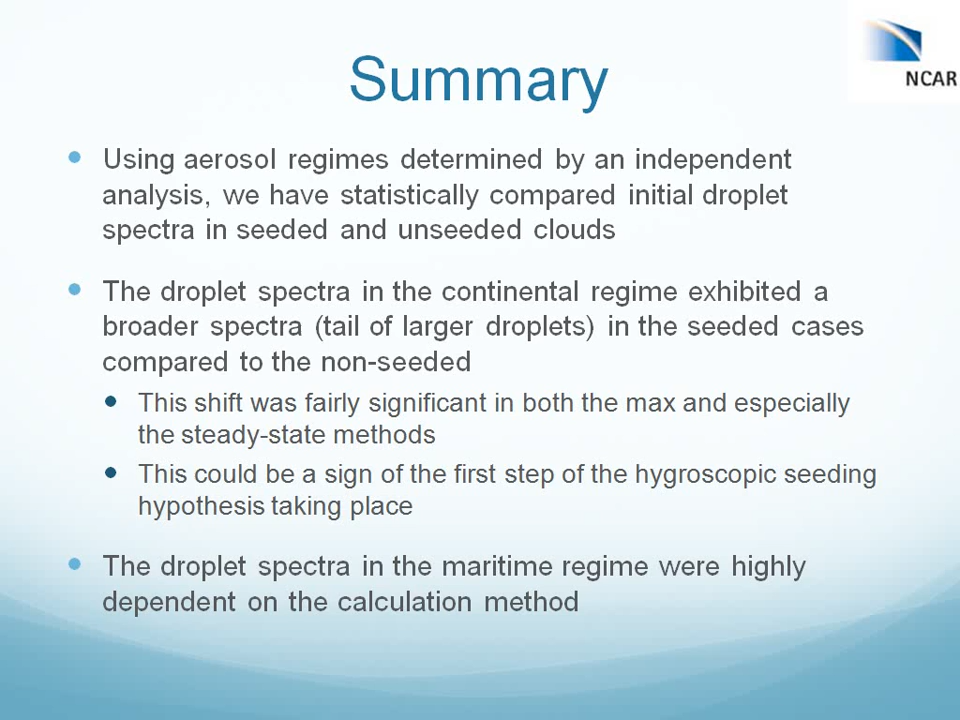 NCAR
Summary
Using aerosol regimes determined by an independent
analysis, we have statistically compared initial droplet
spectra in seeded and unseeded clouds
The droplet spectra in the continental regime exhibited a
broader spectra (tail of larger droplets) in the seeded cases
compared to the non-seeded
This shift was fairly significant in both the max and especially
the steady-state methods
This could be a sign of the first step of the hygroscopic seeding
hypothesis taking place
The droplet spectra in the maritime regime were highly
dependent on the calculation method